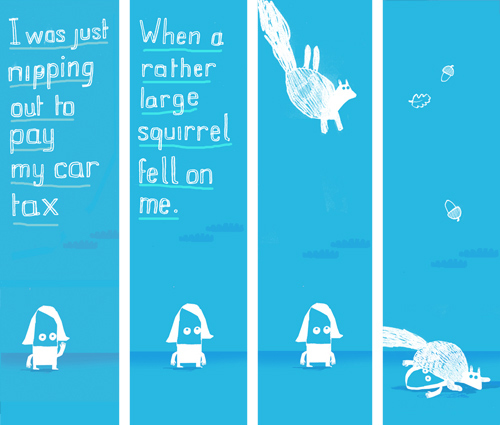 I was just
nipping
out to
pay
my car
tax
When a
rather
large
squirrel
fell on
me.